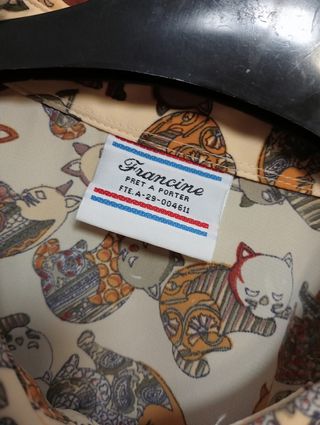 Francine
PRET A PORTER
FTE.A-29-004611